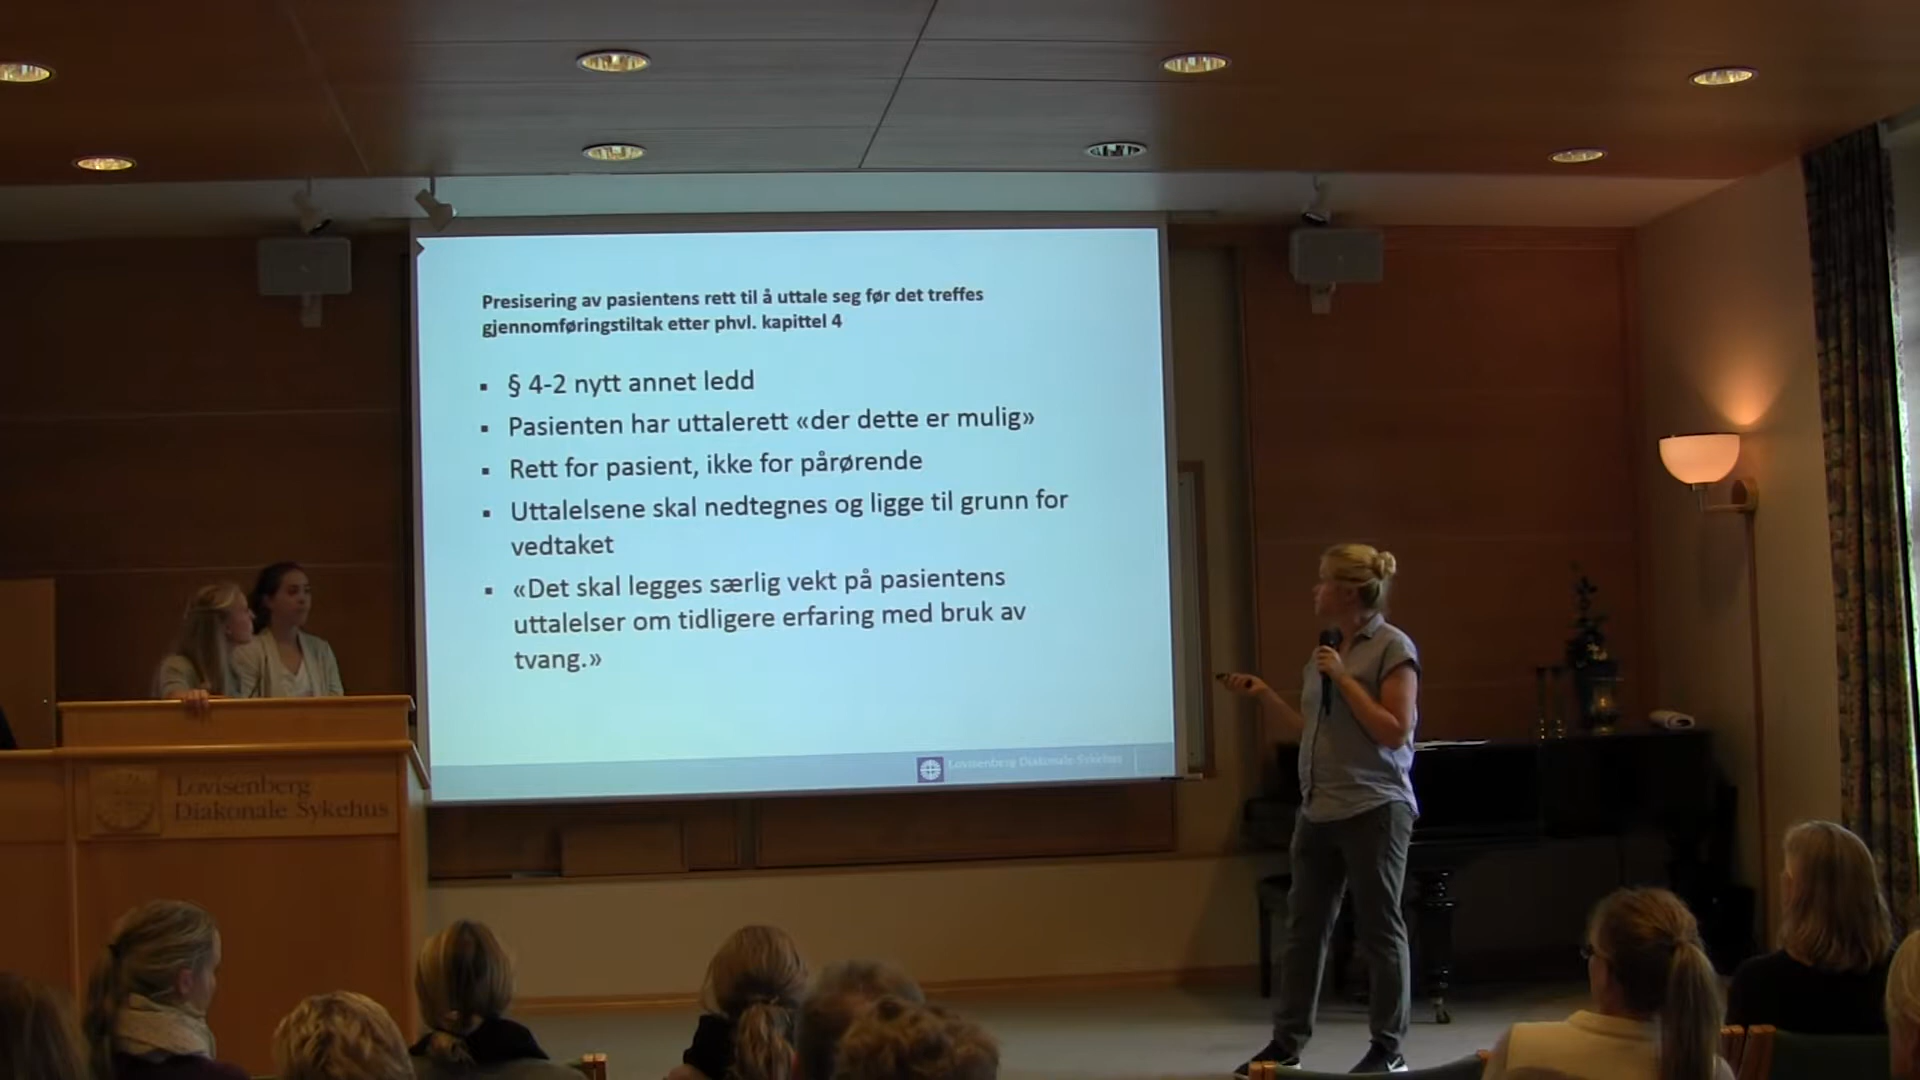 Presisering av pasientens rett til å uttale seg før det treffes
gjennomføringstiltak etter phvl. kapittel 4
▪ § 4-2 nytt annet ledd
▪ Pasienten har uttalerett «der dette er mulig»
▪ Rett for pasient, ikke for pårørende
▪ Uttalelsene skal nedtegnes og ligge til grunn for
vedtaket
▪ «Det skal legges særlig vekt på pasientens
uttalelser om tidligere erfaring med bruk av
tvang.»
Lovisenberg Diakonale Sykehus
Lovisenberg
Diakonale Sykehus